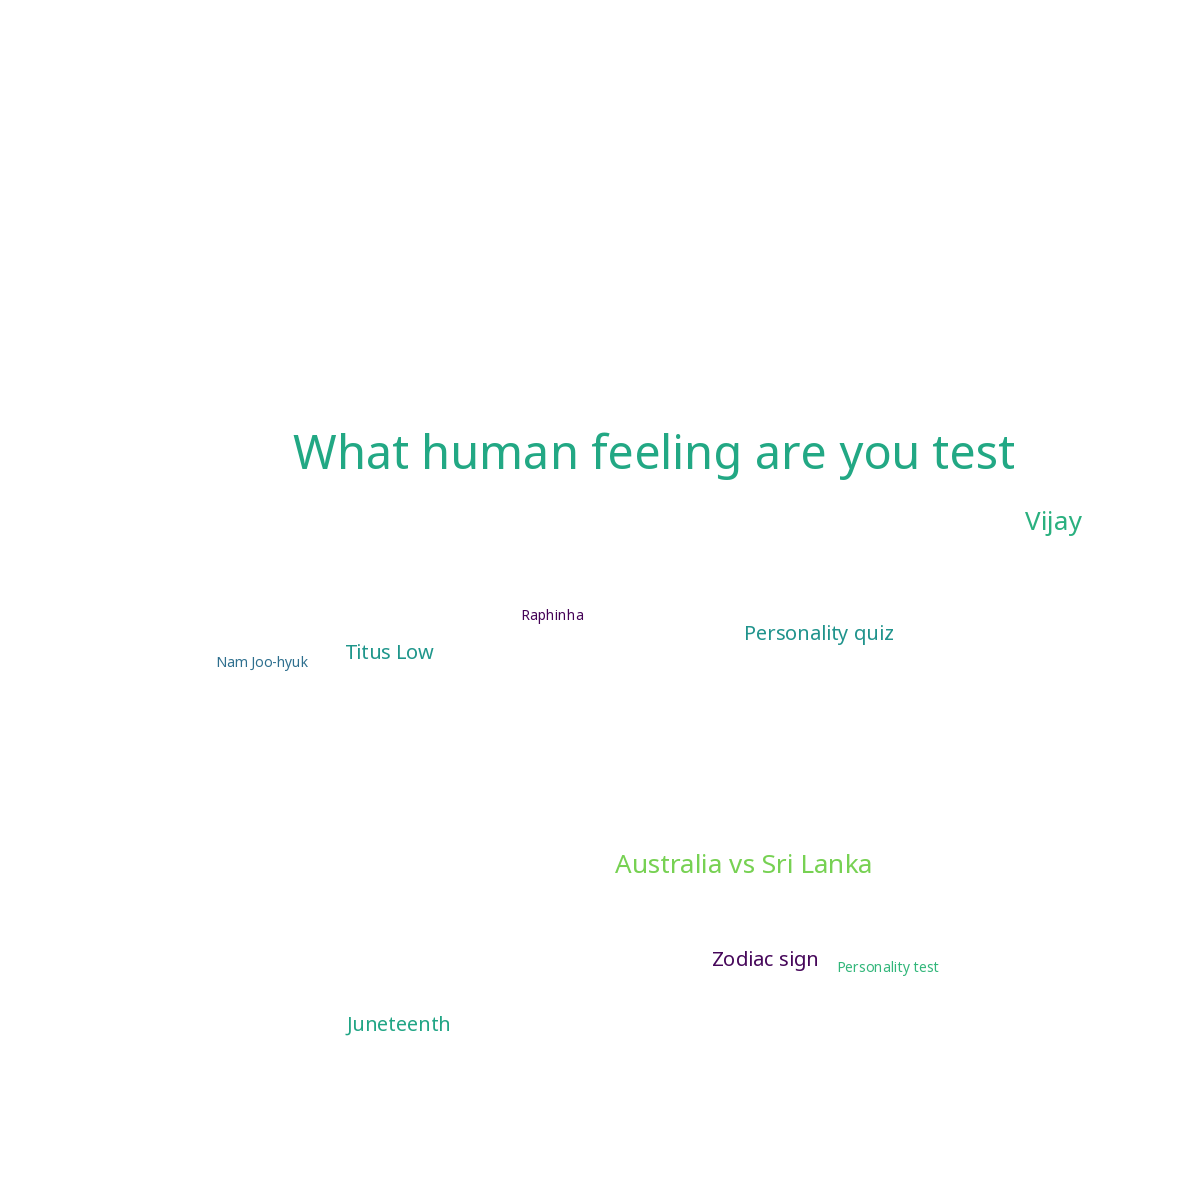 What human feeling are you test
Vijay
Raphinha
Personality quiz
Titus Low
Nam Joo-hyuk
Australia vs Sri Lanka
Zodiac sign
Personality test
Juneteenth